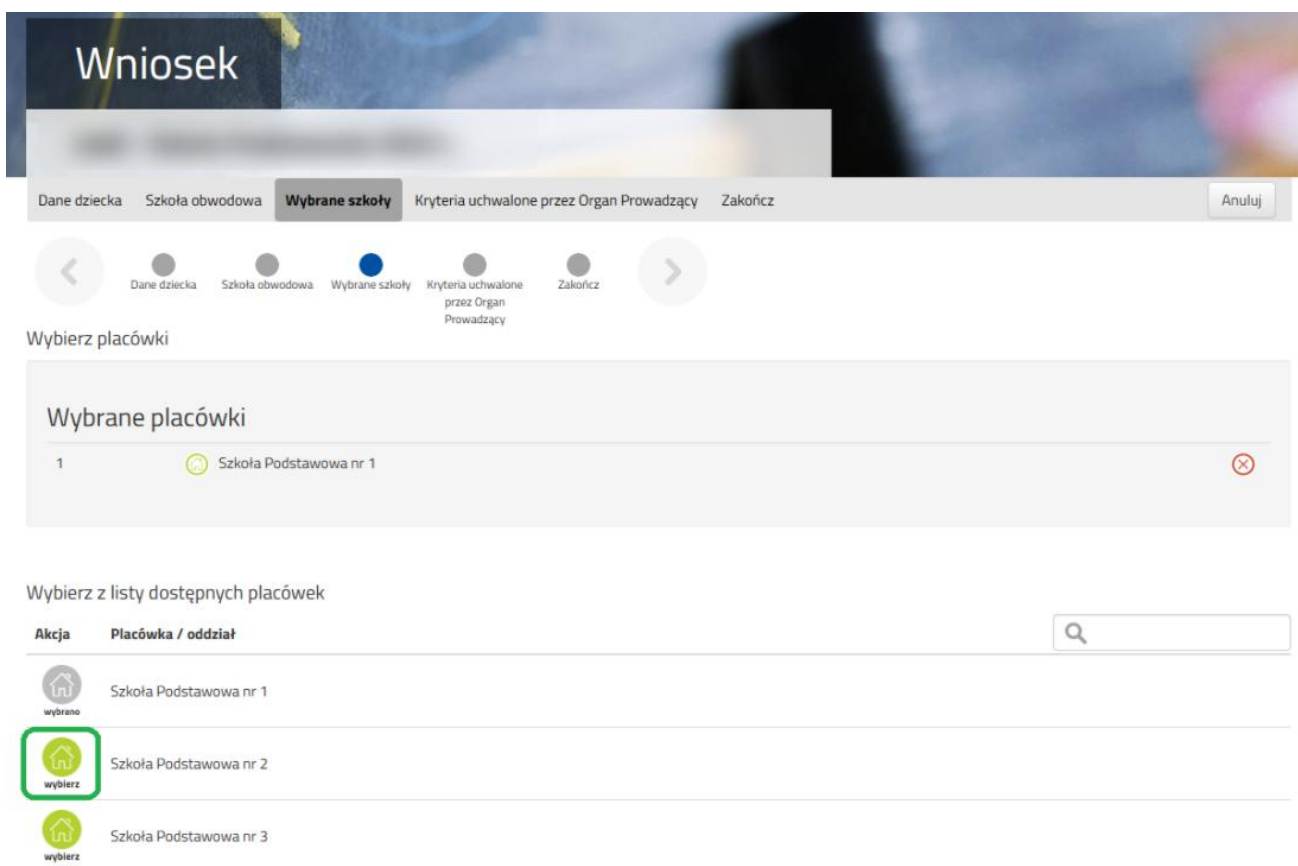 Wniosek
Dane dziecka Szkoła obwodowa Wybrane szkoły Kryteria uchwalone przez Organ Prowadzący Zakończ Anuluj
Dane dziecka Szkoła obwodowa Wybrane szkoły Kryteria uchwalone Zakończ
przez Organ
Prowadzący
Wybierz placówki
Wybrane placówki
1 Szkoła Podstawowa nr 1
Wybierz z listy dostępnych placówek
Akcja Placówka / oddział
Szkoła Podstawowa nr 1
wybrano
Szkoła Podstawowa nr 2
wybierz
Szkoła Podstawowa nr 3
wybierz